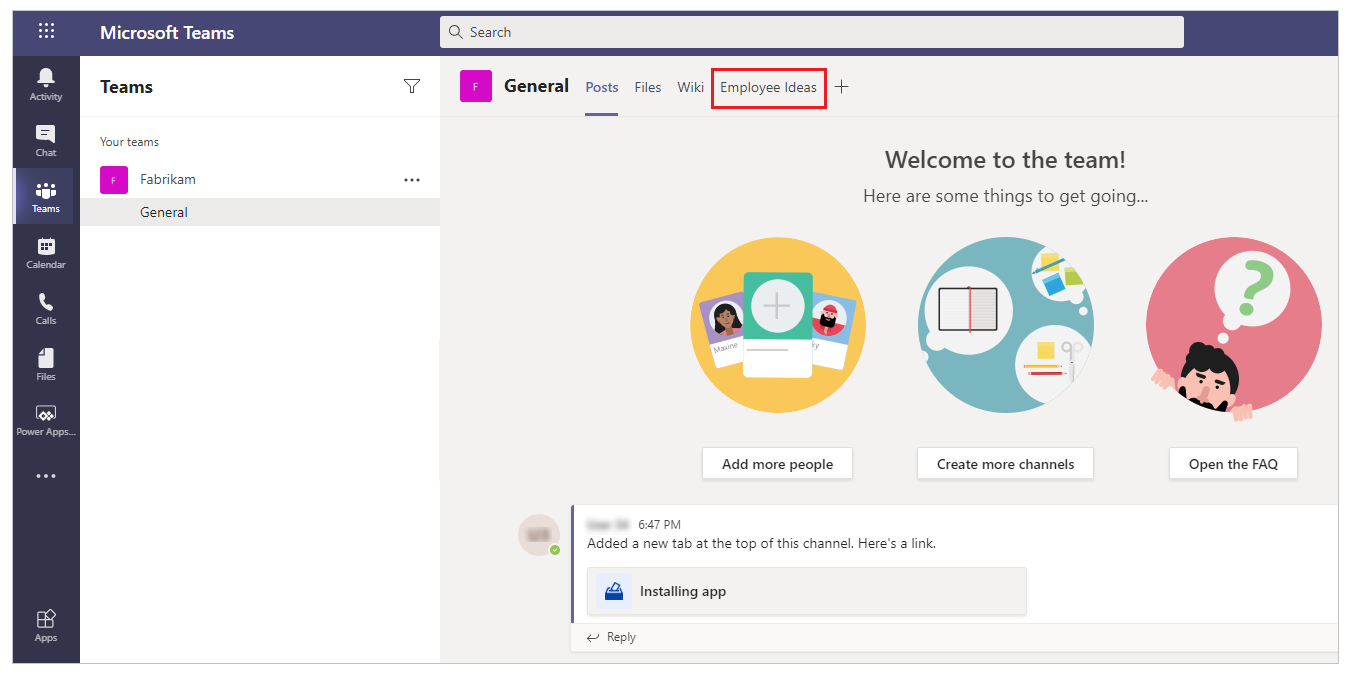 Microsoft Teams
Search
Activity
Chat
Teams
Calendar
Calls
Files
Power Apps...
Apps
Teams
Your teams
F
Fabrikam
General
F
General
Posts
Files
Wiki
Employee Ideas
Welcome to the team!
Here are some things to get going...
Maxine
Add more people
Create more channels
Open the FAQ
6:47 PM
Added a new tab at the top of this channel. Here's a link.
Installing app
Reply